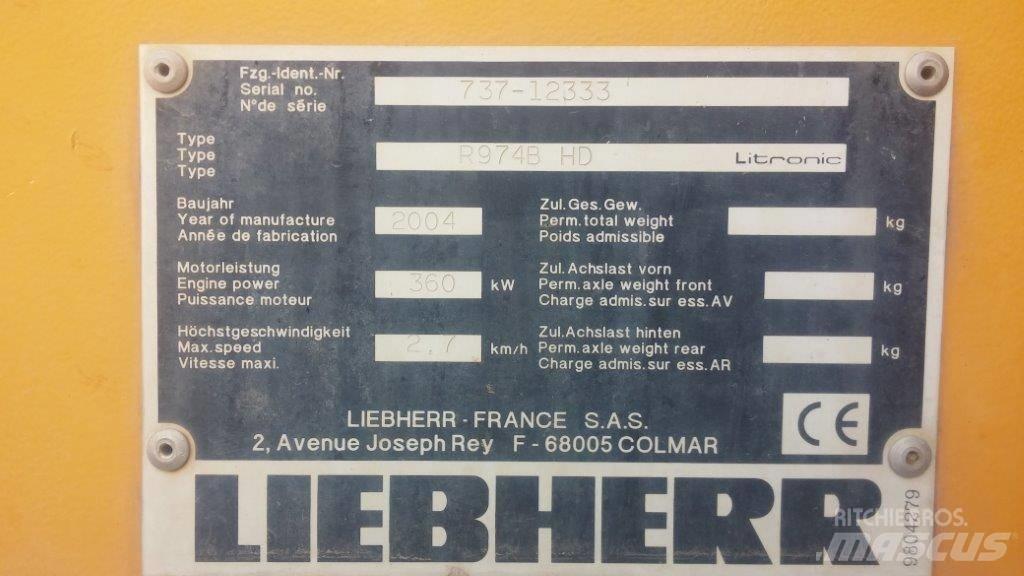 Fzg.-Ident.-Nr.
Serial no.
N°de série
737-12333
Type
Type
Type
R974B HD Litronic
Baujahr
Year of manufacture
Année de fabrication
2004
Zul.Ges.Gew.
Perm.total weight
Poids admissible
kg
Motorleistung
Engine power
Puissance moteur
360 kW
Zul.Achslast vorn
Perm.axle weight front
Charge admis.sur ess.AV
kg
Höchstgeschwindigkeit
Max.speed
Vitesse maxi.
2.7 km/h
Zul.Achslast hinten
Perm.axle weight rear
Charge admis.sur ess.AR
kg
LIEBHERR - FRANCE S.A.S.
2, Avenue Joseph Rey F - 68005 COLMAR
CE
LIEBHERR
RITCHIE BROS.
MASCUS